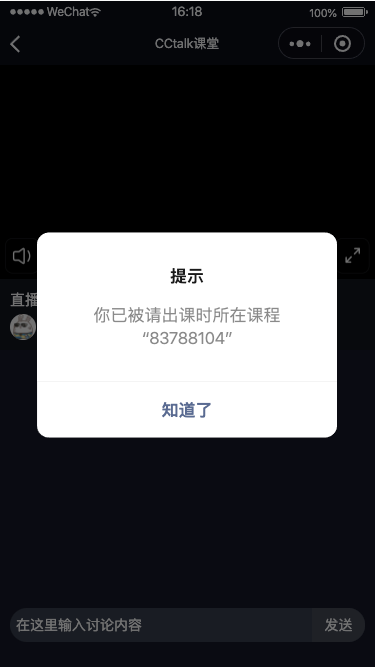 WeChat
16:18
100%
CCtalk课堂
提示
你已被请出课时所在课程
“83788104”
直播
知道了
在这里输入讨论内容
发送